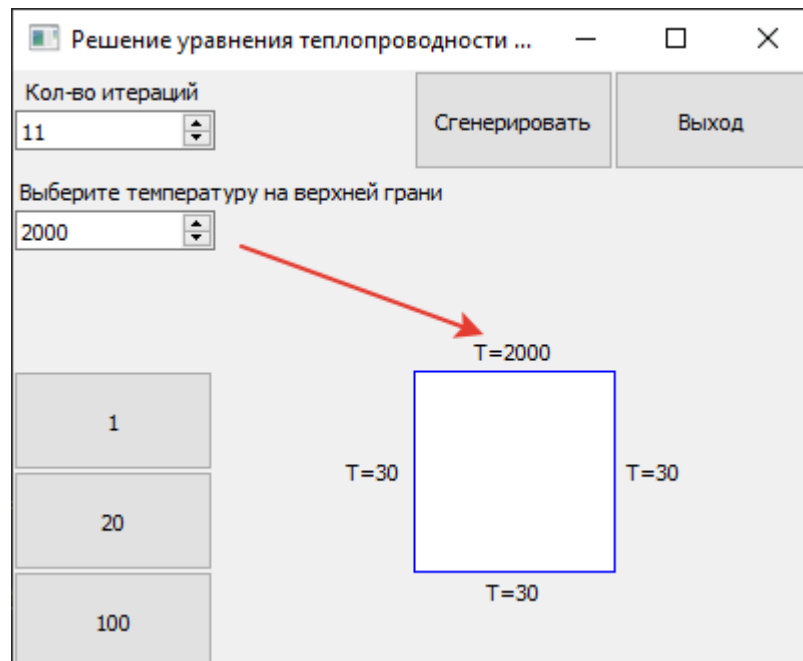 Решение уравнения теплопроводности ...
Кол-во итераций
11
Сгенерировать
Выход
Выберите температуру на верхней грани
2000
T=2000
1
T=30
T=30
20
T=30
100